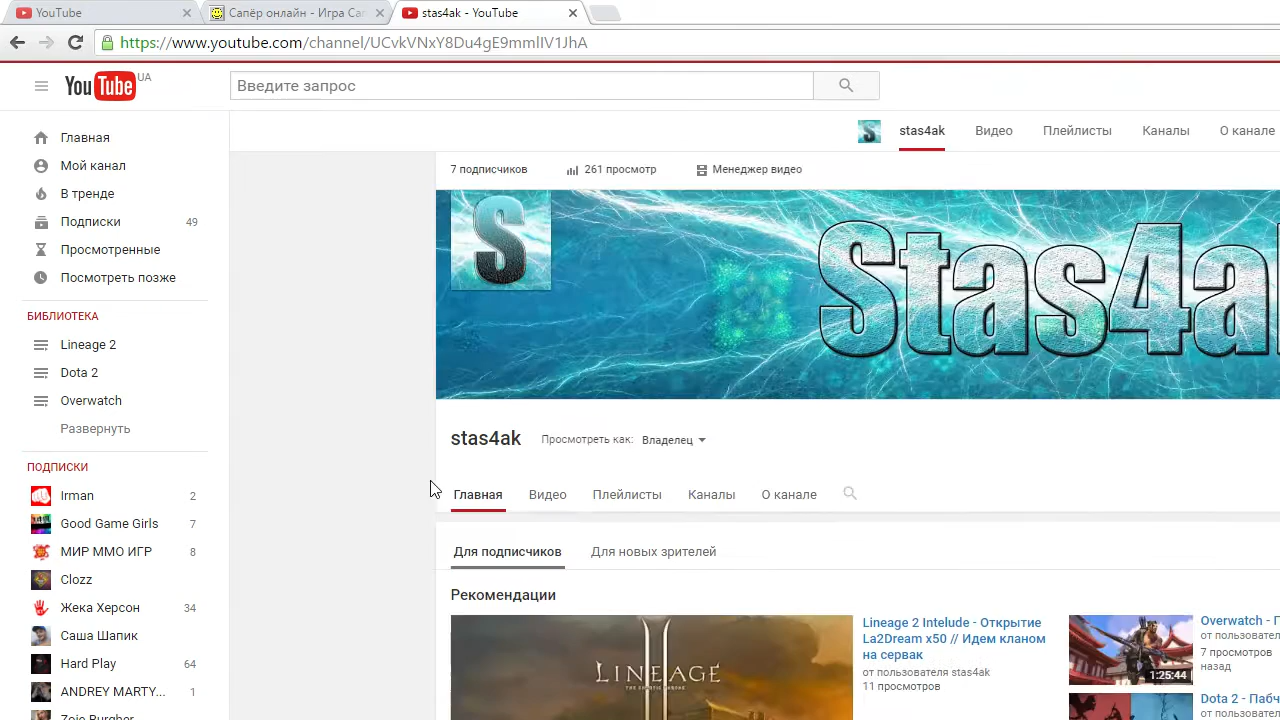 YouTube
Сапёр онлайн - Игра Сап
stas4ak - YouTube
https://www.youtube.com/channel/UCvkVNxY8Du4gE9mmlIV1JhA
YouTube UA
Введите запрос
stas4ak Видео Плейлисты Каналы О канале
7 подписчиков 261 просмотр Менеджер видео
Главная
Мой канал
В тренде
Подписки 49
Просмотренные
Посмотреть позже
БИБЛИОТЕКА
Lineage 2
Dota 2
Overwatch
Развернуть
ПОДПИСКИ
Irman 2
Good Game Girls 7
МИР ММО ИГР 8
Clozz
Жека Херсон 34
Саша Шапик
Hard Play 64
ANDREY MARTY... 1
S
Stas4a
stas4ak Просмотреть как: Владелец
Главная Видео Плейлисты Каналы О канале
Для подписчиков Для новых зрителей
Рекомендации
LINEAGE
Lineage 2 Intelude - Открытие
La2Dream x50 // Идем кланом
на сервак
от пользователя stas4ak
11 просмотров
1:25:44
Overwatch - П
от пользовате
7 просмотров
назад
Dota 2 - Пабч
от пользовате